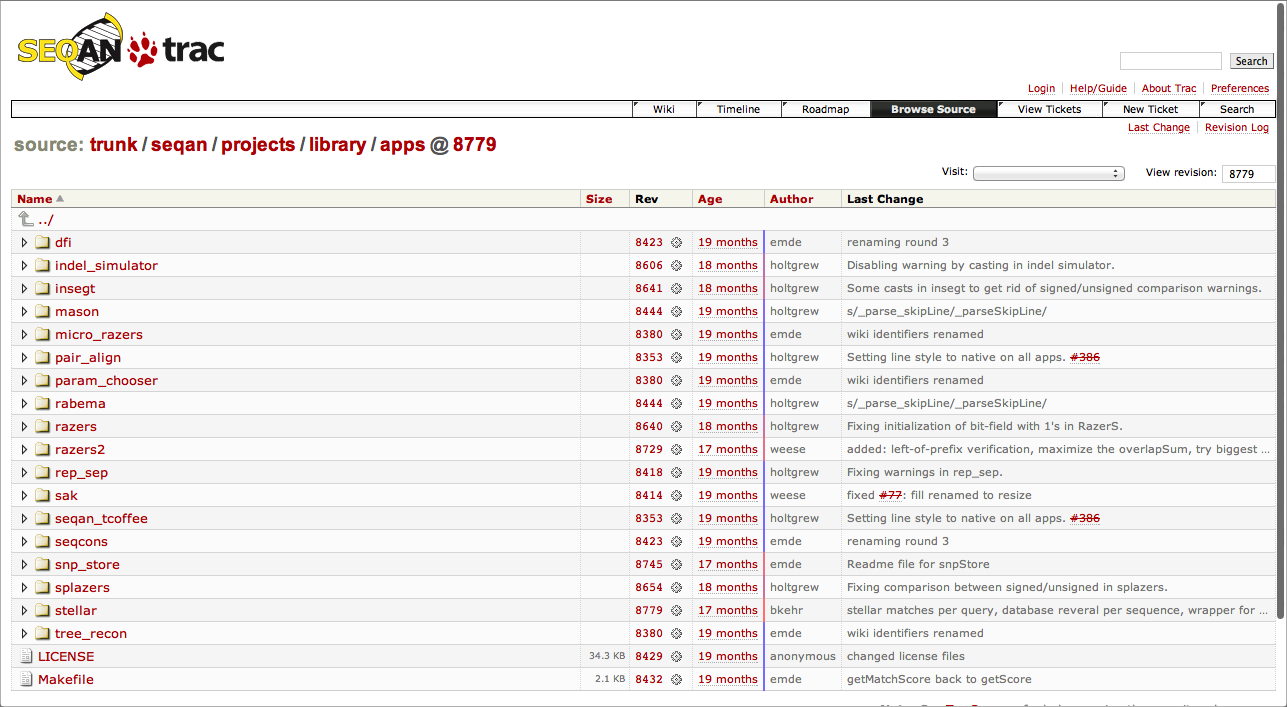 SEQAN trac
Search
Login Help/Guide About Trac Preferences
Wiki Timeline Roadmap Browse Source View Tickets New Ticket Search
Last Change Revision Log
source: trunk / seqan / projects / library / apps @ 8779
Visit: View revision: 8779
Name Size Rev Age Author Last Change
../
dfi 8423 19 months emde renaming round 3
indel_simulator 8606 18 months holtgrew Disabling warning by casting in indel simulator.
insegt 8641 18 months holtgrew Some casts in insegt to get rid of signed/unsigned comparison warnings.
mason 8444 19 months holtgrew s/_parse_skipLine/_parseSkipLine/
micro_razers 8380 19 months emde wiki identifiers renamed
pair_align 8353 19 months holtgrew Setting line style to native on all apps. #386
param_chooser 8380 19 months emde wiki identifiers renamed
rabema 8444 19 months holtgrew s/_parse_skipLine/_parseSkipLine/
razers 8640 18 months holtgrew Fixing initialization of bit-field with 1's in RazerS.
razers2 8729 17 months weese added: left-of-prefix verification, maximize the overlapSum, try biggest ...
rep_sep 8418 19 months holtgrew Fixing warnings in rep_sep.
sak 8414 19 months weese fixed #77: fill renamed to resize
seqan_tcoffee 8353 19 months holtgrew Setting line style to native on all apps. #386
seqcons 8423 19 months emde renaming round 3
snp_store 8745 17 months emde Readme file for snpStore
splazers 8654 18 months holtgrew Fixing comparison between signed/unsigned in splazers.
stellar 8779 17 months bkehr stellar matches per query, database reveral per sequence, wrapper for ...
tree_recon 8380 19 months emde wiki identifiers renamed
LICENSE 34.3 KB 8429 19 months anonymous changed license files
Makefile 2.1 KB 8432 19 months emde getMatchScore back to getScore